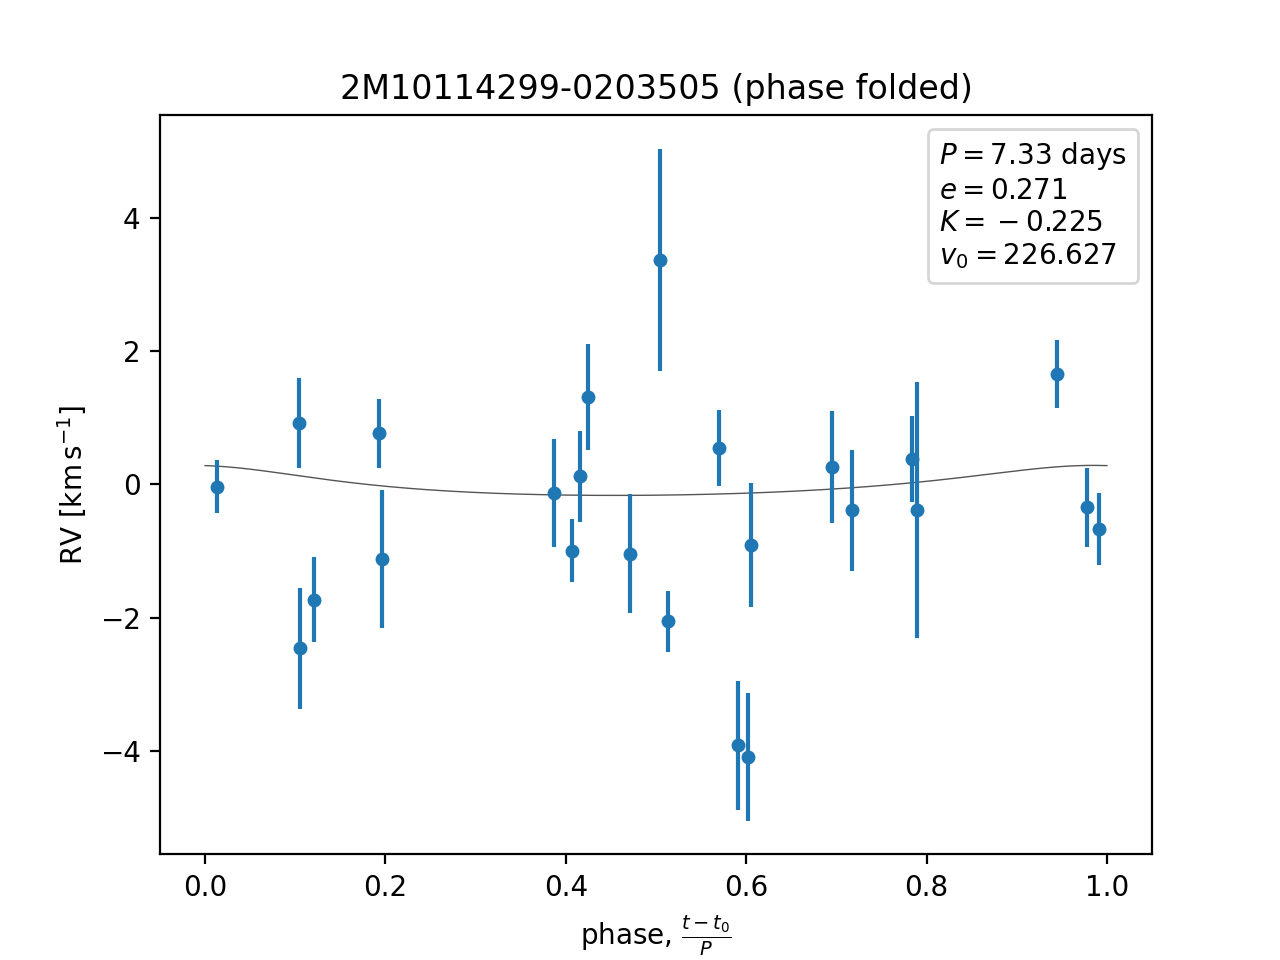 2M10114299-0203505 (phase folded)
P = 7.33 days
e = 0.271
K = −0.225
v₀ = 226.627
RV [km s⁻¹]
4
2
0
−2
−4
0.0 0.2 0.4 0.6 0.8 1.0
phase, (t − t₀)/P